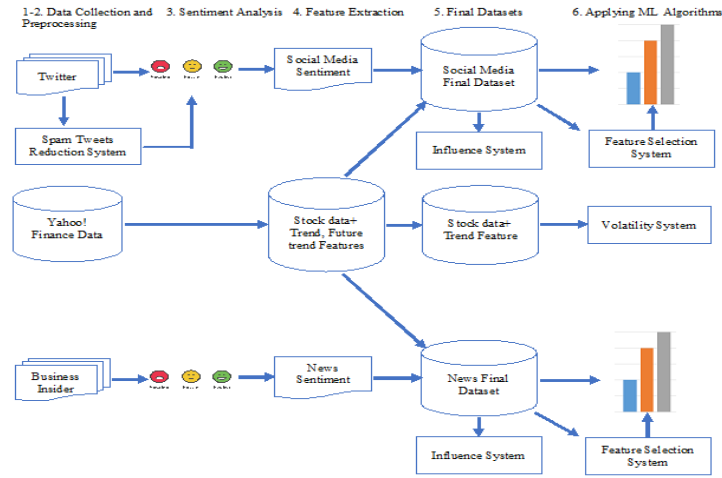 1-2. Data Collection and
Preprocessing
3. Sentiment Analysis
4. Feature Extraction
5. Final Datasets
6. Applying ML Algorithms
Twitter
Social Media
Sentiment
Social Media
Final Dataset
Spam Tweets
Reduction System
Influence System
Feature Selection
System
Yahoo!
Finance Data
Stock data+
Trend, Future
trend Features
Stock data+
Trend Feature
Volatility System
Business
Insider
News
Sentiment
News Final
Dataset
Influence System
Feature Selection
System